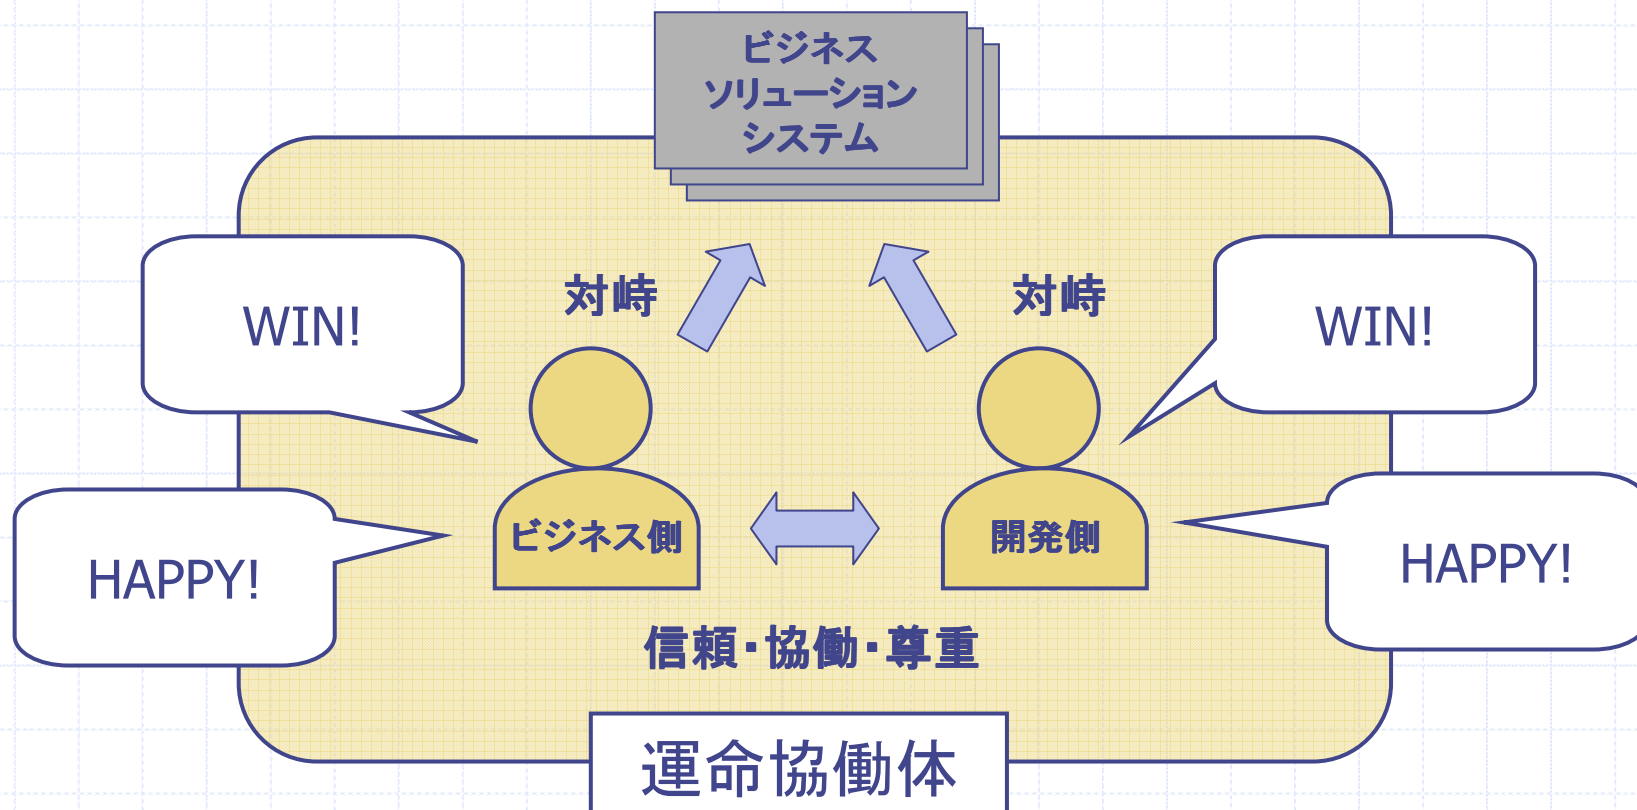 ビジネス
ソリューション
システム
対峙
対峙
WIN!
WIN!
HAPPY!
ビジネス側
開発側
HAPPY!
信頼・協働・尊重
運命協働体